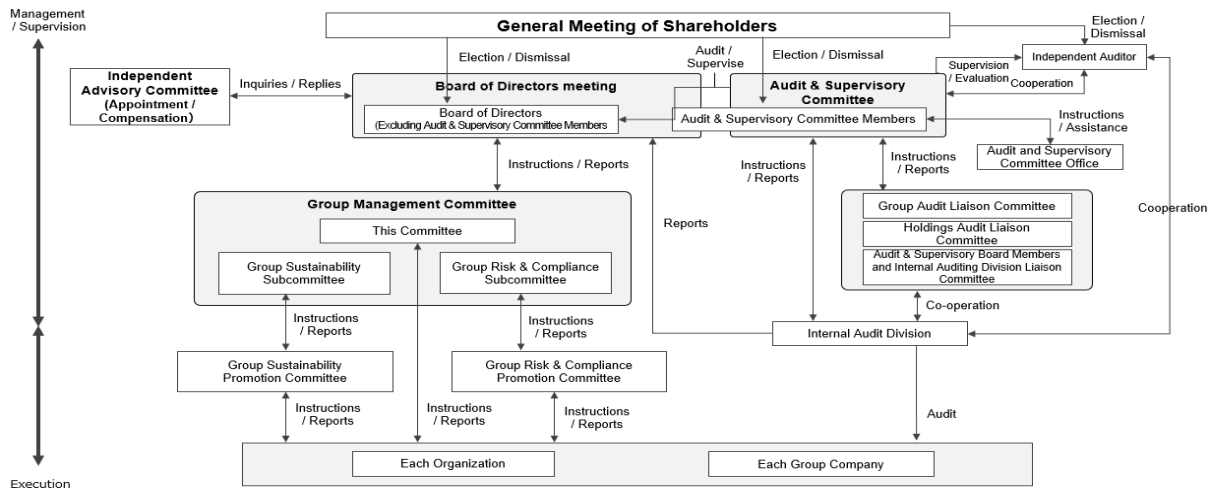 Management
/ Supervision
General Meeting of Shareholders
Election /
Dismissal
Election / Dismissal
Audit /
Supervise
Election / Dismissal
Independent Auditor
Supervision
/ Evaluation
Cooperation
Independent
Advisory Committee
(Appointment /
Compensation)
Inquiries / Replies
Board of Directors meeting
Board of Directors
(Excluding Audit & Supervisory Committee Members
Audit & Supervisory
Committee
Audit & Supervisory Committee Members
Instructions
/ Assistance
Audit and Supervisory
Committee Office
Instructions / Reports
Instructions
/ Reports
Instructions
/ Reports
Group Management Committee
This Committee
Group Sustainability
Subcommittee
Group Risk & Compliance
Subcommittee
Reports
Group Audit Liaison Committee
Holdings Audit Liaison
Committee
Audit & Supervisory Board Members
and Internal Auditing Division Liaison
Committee
Cooperation
Co-operation
Instructions
/ Reports
Instructions
/ Reports
Internal Audit Division
Group Sustainability
Promotion Committee
Group Risk & Compliance
Promotion Committee
Instructions
/ Reports
Instructions
/ Reports
Instructions
/ Reports
Audit
Each Organization
Each Group Company
Execution